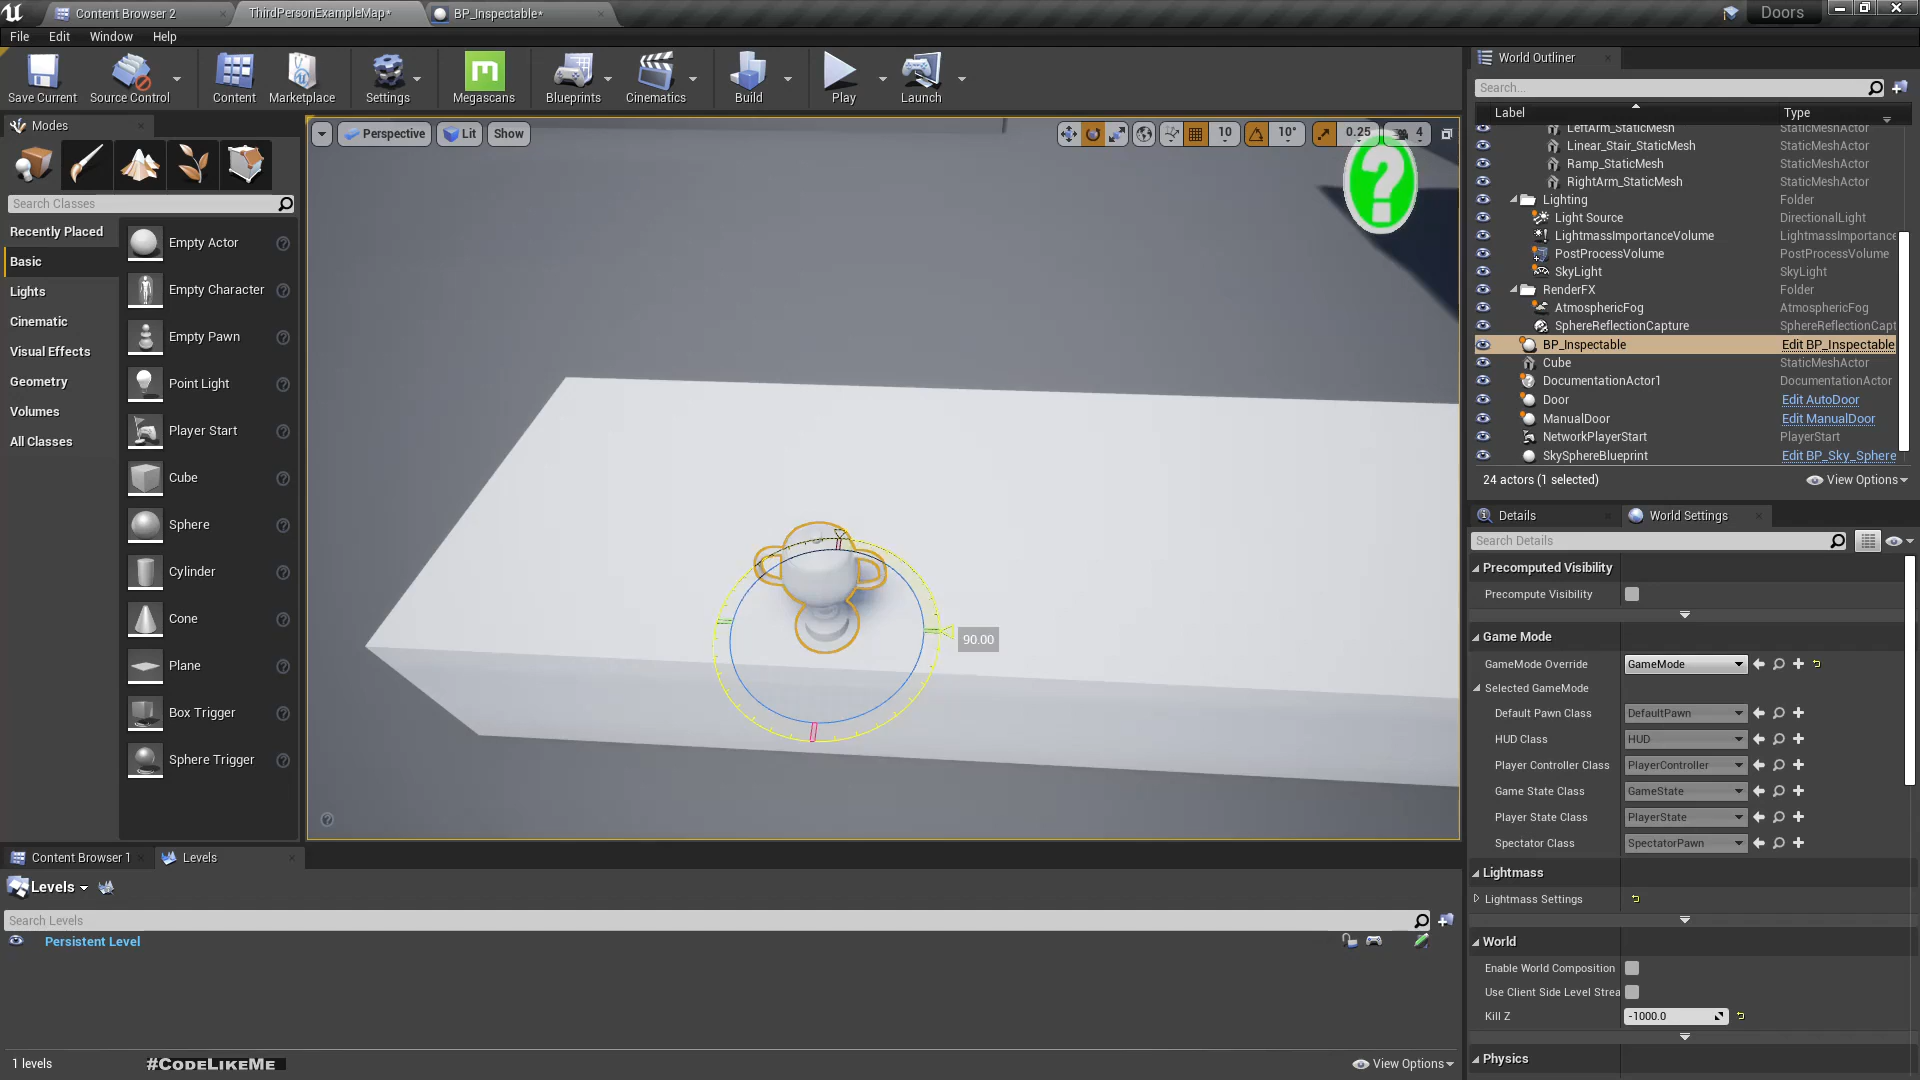 Content Browser 2
ThirdPersonExampleMap*
BP_Inspectable*
Doors
File
Edit
Window
Help
Save Current
Source Control
Content
Marketplace
Settings
Megascans
Blueprints
Cinematics
Build
Play
Launch
Modes
Search Classes
Recently Placed
Basic
Lights
Cinematic
Visual Effects
Geometry
Volumes
All Classes
Empty Actor
Empty Character
Empty Pawn
Point Light
Player Start
Cube
Sphere
Cylinder
Cone
Plane
Box Trigger
Sphere Trigger
Perspective
Lit
Show
10
10°
0.25
4
90.00
World Outliner
Search...
Label
Type
LeftArm_StaticMesh
StaticMeshActor
Linear_Stair_StaticMesh
StaticMeshActor
Ramp_StaticMesh
StaticMeshActor
RightArm_StaticMesh
StaticMeshActor
Lighting
Folder
Light Source
DirectionalLight
LightmassImportanceVolume
LightmassImportance
PostProcessVolume
PostProcessVolume
SkyLight
SkyLight
RenderFX
Folder
AtmosphericFog
AtmosphericFog
SphereReflectionCapture
SphereReflectionCapt
BP_Inspectable
Edit BP_Inspectable
Cube
StaticMeshActor
DocumentationActor1
DocumentationActor
Door
Edit AutoDoor
ManualDoor
Edit ManualDoor
NetworkPlayerStart
PlayerStart
SkySphereBlueprint
Edit BP_Sky_Sphere
24 actors (1 selected)
View Options
Details
World Settings
Search Details
Precomputed Visibility
Precompute Visibility
Game Mode
GameMode Override
GameMode
Selected GameMode
Default Pawn Class
DefaultPawn
HUD Class
HUD
Player Controller Class
PlayerController
Game State Class
GameState
Player State Class
PlayerState
Spectator Class
SpectatorPawn
Lightmass
Lightmass Settings
World
Enable World Composition
Use Client Side Level Strea
Kill Z
-1000.0
Physics
Content Browser 1
Levels
Levels
Search Levels
Persistent Level
1 levels
#CodeLikeMe
View Options